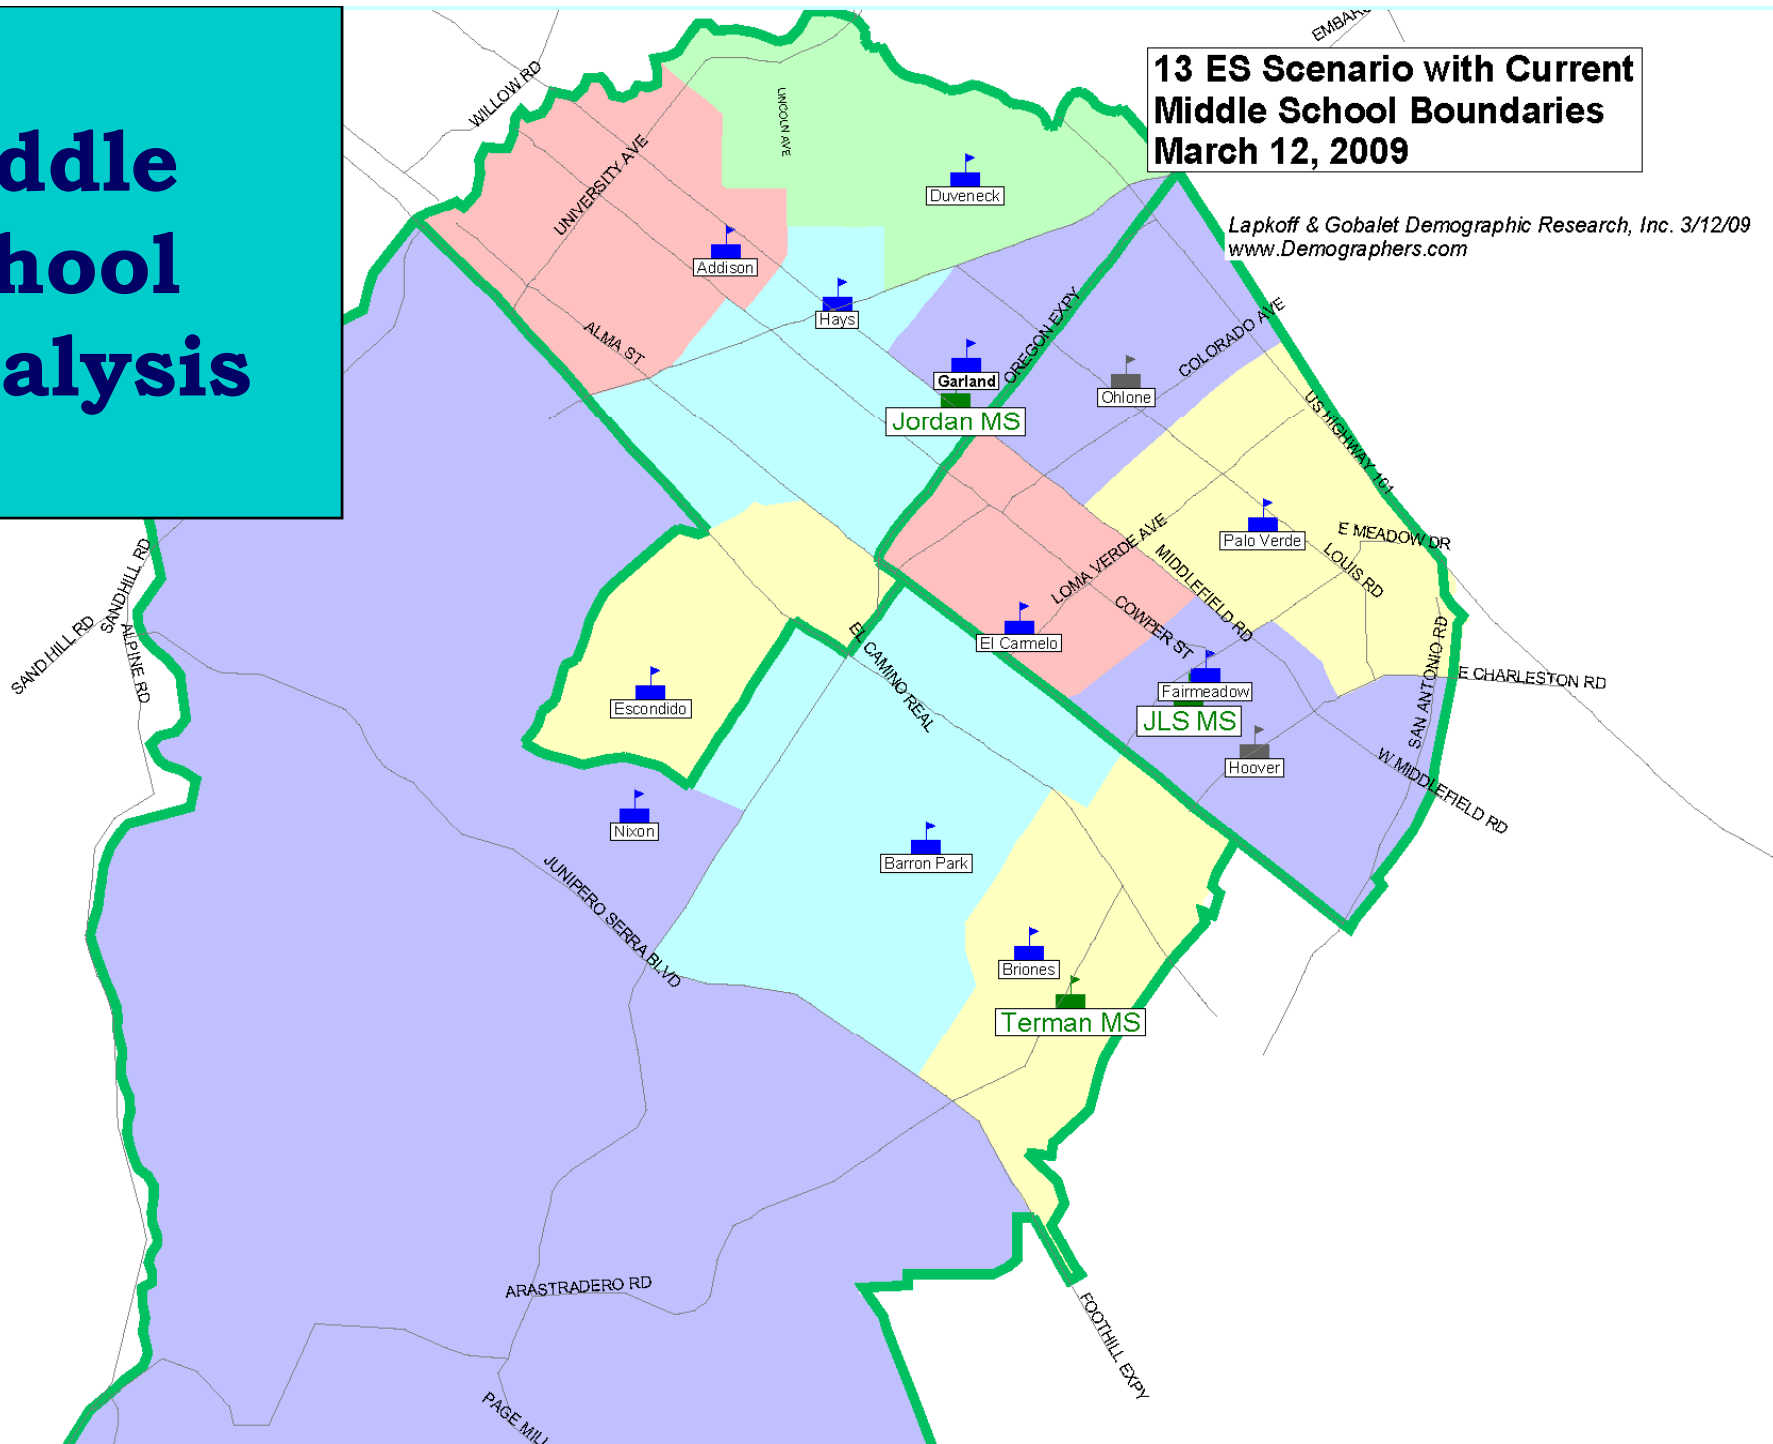 ddle
hool
alysis
13 ES Scenario with Current
Middle School Boundaries
March 12, 2009
Lapkoff & Gobalet Demographic Research, Inc. 3/12/09
www.Demographers.com
WILLOW RD
UNIVERSITY AVE
LINCOLN AVE
Duveneck
Addison
Hays
ALMA ST
OREGON EXPY
COLORADO AVE
Garland
Jordan MS
Ohlone
US HIGHWAY 101
Palo Verde
E MEADOW DR
LOUIS RD
LOMA VERDE AVE
MIDDLEFIELD RD
COWPER ST
El Carmelo
SAN ANTONIO RD
E CHARLESTON RD
Fairmeadow
JLS MS
Hoover
W MIDDLEFIELD RD
SANDHILL RD
SAND HILL RD
ALPINE RD
EL CAMINO REAL
Escondido
Nixon
Barron Park
JUNIPERO SERRA BLVD
Briones
Terman MS
ARASTRADERO RD
FOOTHILL EXPY
PAGE MILL